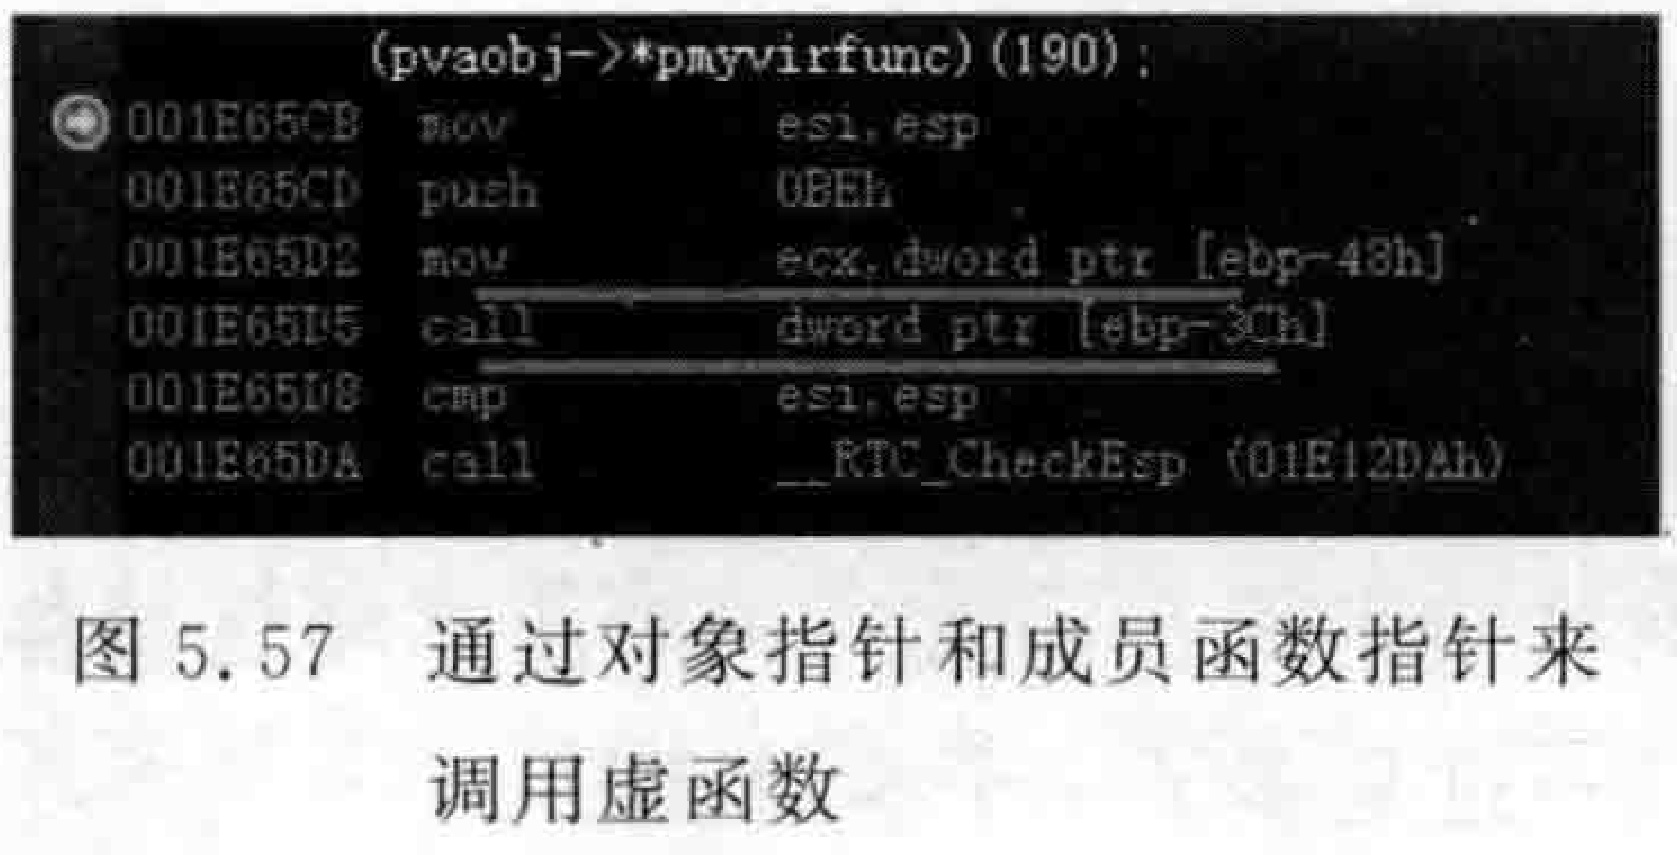 (pvaobj->*pmyvirfunc)(190);
001E65CB mov esi,esp
001E65CD push 0BEh
001E65D2 mov ecx,dword ptr [ebp-48h]
001E65D5 call dword ptr [ebp-3Ch]
001E65D8 cmp esi,esp
001E65DA call __RTC_CheckEsp (01E12DAh)
图 5.57 通过对象指针和成员函数指针来
调用虚函数